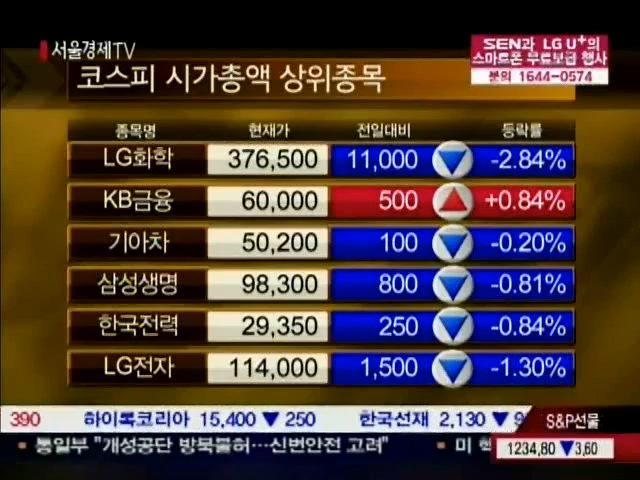 서울경제TV
SEN과 LG U+의
스마트폰 무료보급 행사
문의 1644-0574
코스피 시가총액 상위종목
종목명 현재가 전일대비 등락률
LG화학 376,500 11,000 ▼ -2.84%
KB금융 60,000 500 ▲ +0.84%
기아차 50,200 100 ▼ -0.20%
삼성생명 98,300 800 ▼ -0.81%
한국전력 29,350 250 ▼ -0.84%
LG전자 114,000 1,500 ▼ -1.30%
390 하이록코리아 15,400 ▼ 250 한국선재 2,130 ▼ S&P선물
통일부 "개성공단 방북불허…신변안전 고려" 미 1234,80 ▼3,60